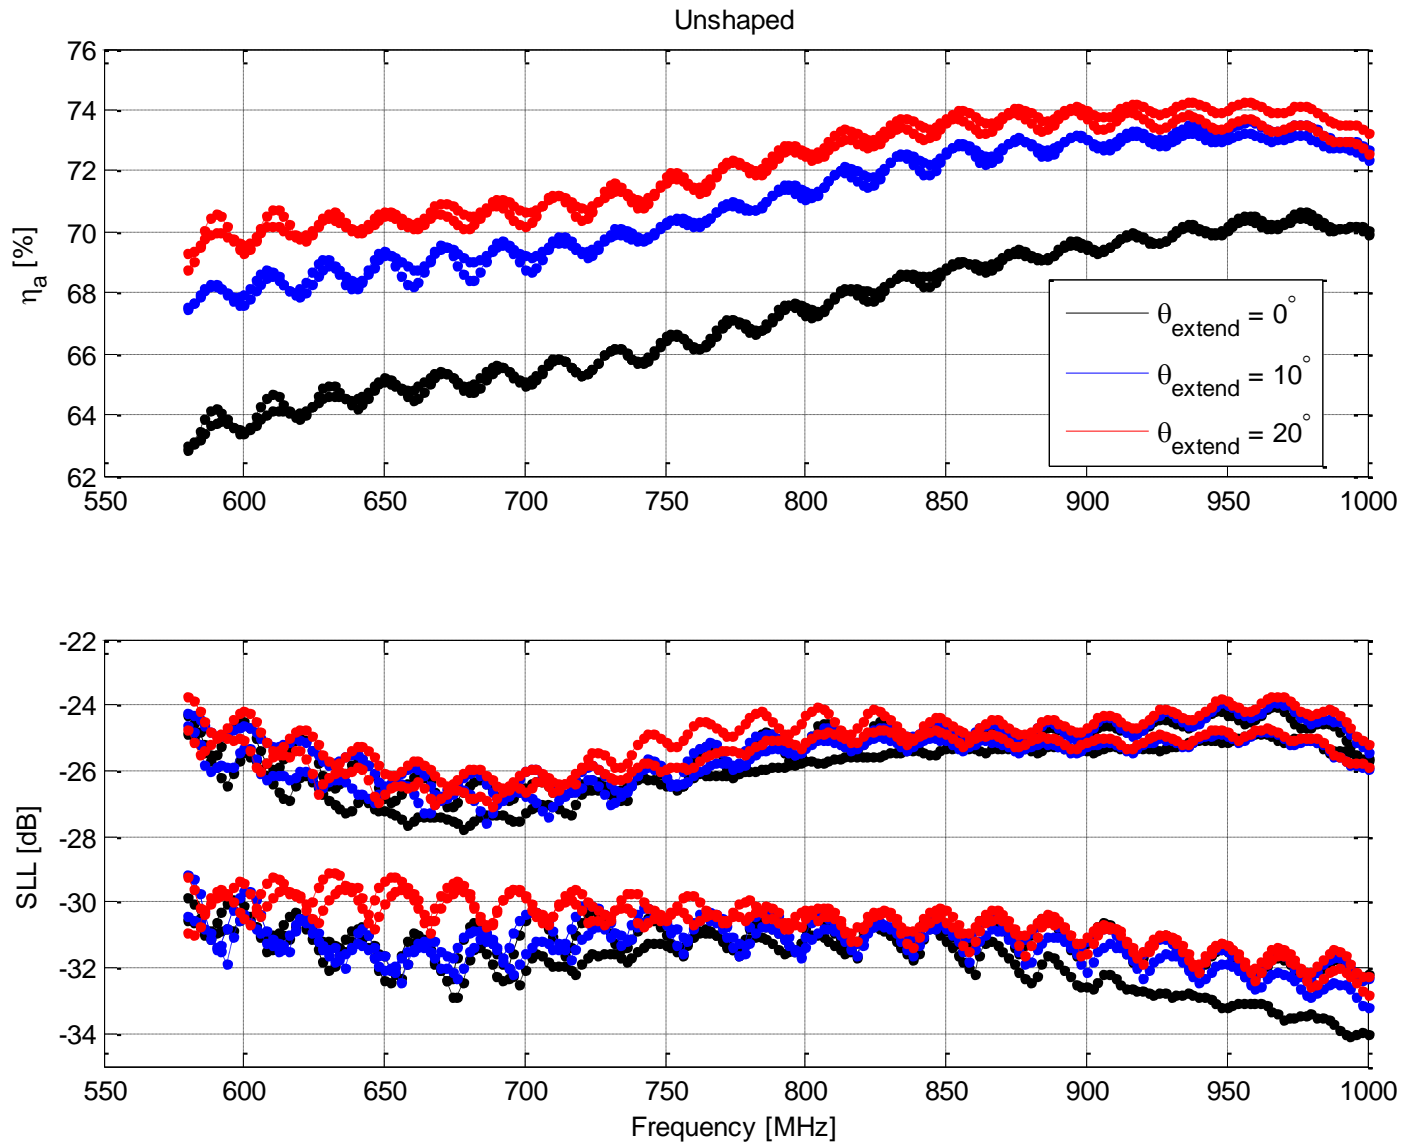 Unshaped
76
74
72
70
68
66
64
62
ηa [%]
θextend = 0°
θextend = 10°
θextend = 20°
550 600 650 700 750 800 850 900 950 1000
-22
-24
-26
-28
-30
-32
-34
SLL [dB]
550 600 650 700 750 800 850 900 950 1000
Frequency [MHz]